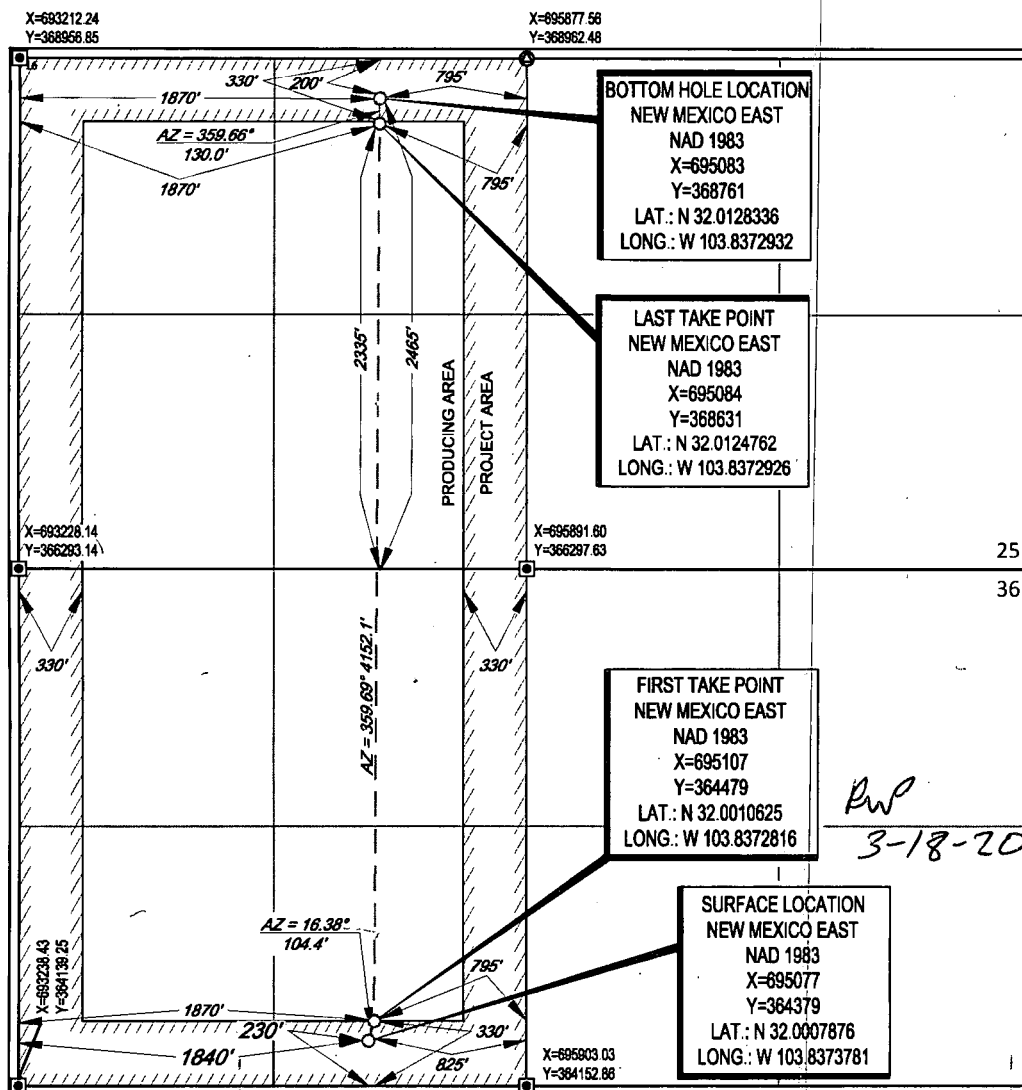 X=693212.24
Y=368956.85
X=695877.56
Y=368962.48
330'
200'
795'
1870'
AZ = 359.66°
130.0'
1870'
795'
BOTTOM HOLE LOCATION
NEW MEXICO EAST
NAD 1983
X=695083
Y=368761
LAT.: N 32.0128336
LONG.: W 103.8372932
LAST TAKE POINT
NEW MEXICO EAST
NAD 1983
X=695084
Y=368631
LAT.: N 32.0124762
LONG.: W 103.8372926
2335'
2465'
PRODUCING AREA
PROJECT AREA
X=693228.14
Y=366293.14
X=695891.60
Y=366297.63
25
36
330'
330'
AZ = 359.69° 4152.1'
FIRST TAKE POINT
NEW MEXICO EAST
NAD 1983
X=695107
Y=364479
LAT.: N 32.0010625
LONG.: W 103.8372816
RWP
3-18-20
AZ = 16.38°
104.4'
795'
X=693238.43
Y=364139.25
1870'
230'
330'
1840'
825'
X=695903.03
Y=364152.86
SURFACE LOCATION
NEW MEXICO EAST
NAD 1983
X=695077
Y=364379
LAT.: N 32.0007876
LONG.: W 103.8373781